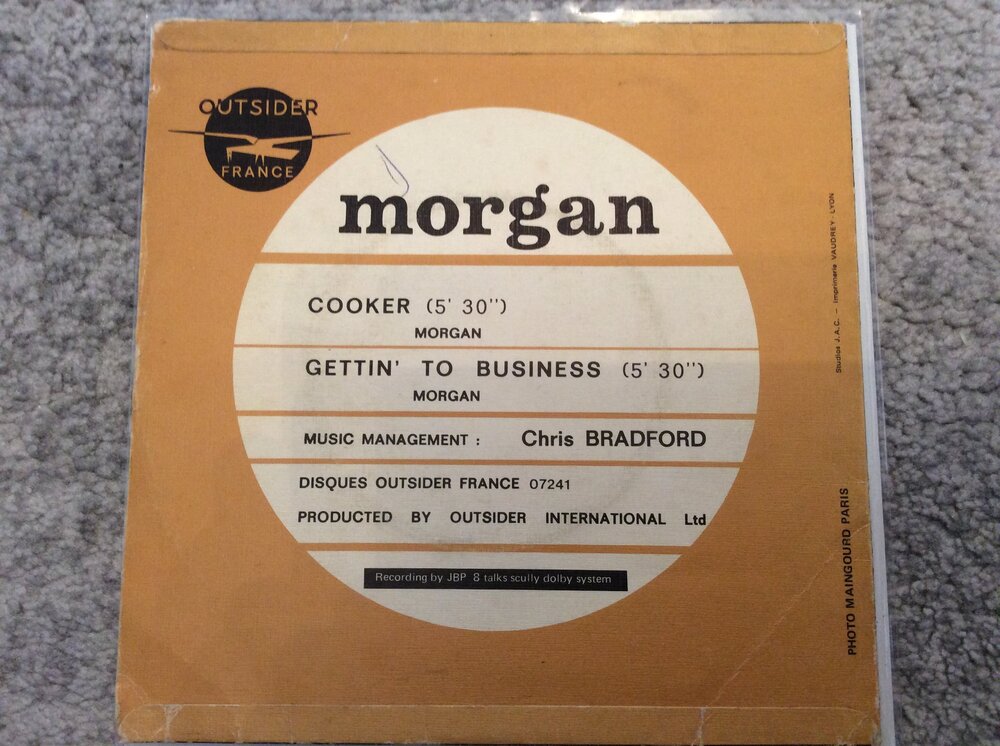 OUTSIDER
FRANCE
morgan
COOKER (5' 30'')
MORGAN
GETTIN' TO BUSINESS (5' 30'')
MORGAN
MUSIC MANAGEMENT : Chris BRADFORD
DISQUES OUTSIDER FRANCE 07241
PRODUCTED BY OUTSIDER INTERNATIONAL Ltd
Recording by JBP 8 talks scully dolby system
Studios J.A.C. - Imprimerie VAUDREY - LYON
PHOTO MAINGOURD PARIS